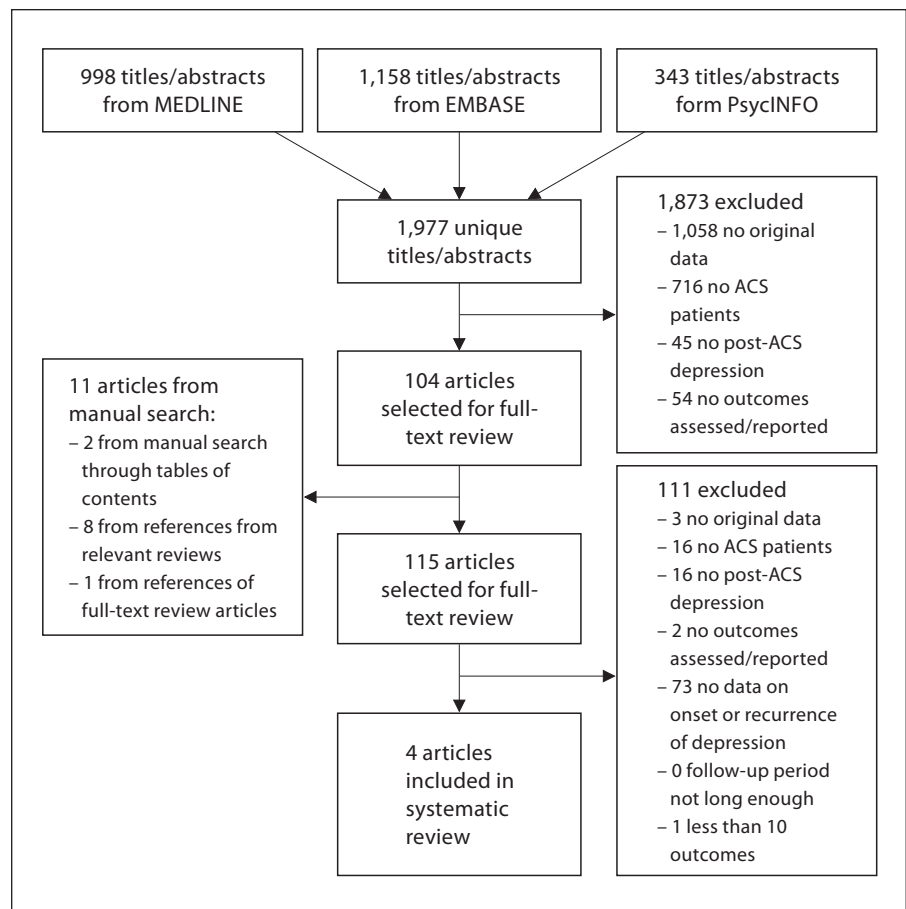 998 titles/abstracts
from MEDLINE
1,158 titles/abstracts
from EMBASE
343 titles/abstracts
form PsycINFO
1,977 unique
titles/abstracts
1,873 excluded
– 1,058 no original
data
– 716 no ACS
patients
– 45 no post-ACS
depression
– 54 no outcomes
assessed/reported
104 articles
selected for full-
text review
11 articles from
manual search:
– 2 from manual search
through tables of
contents
– 8 from references from
relevant reviews
– 1 from references of
full-text review articles
115 articles
selected for full-
text review
111 excluded
– 3 no original data
– 16 no ACS patients
– 16 no post-ACS
depression
– 2 no outcomes
assessed/reported
– 73 no data on
onset or recurrence
of depression
– 0 follow-up period
not long enough
– 1 less than 10
outcomes
4 articles
included in
systematic
review